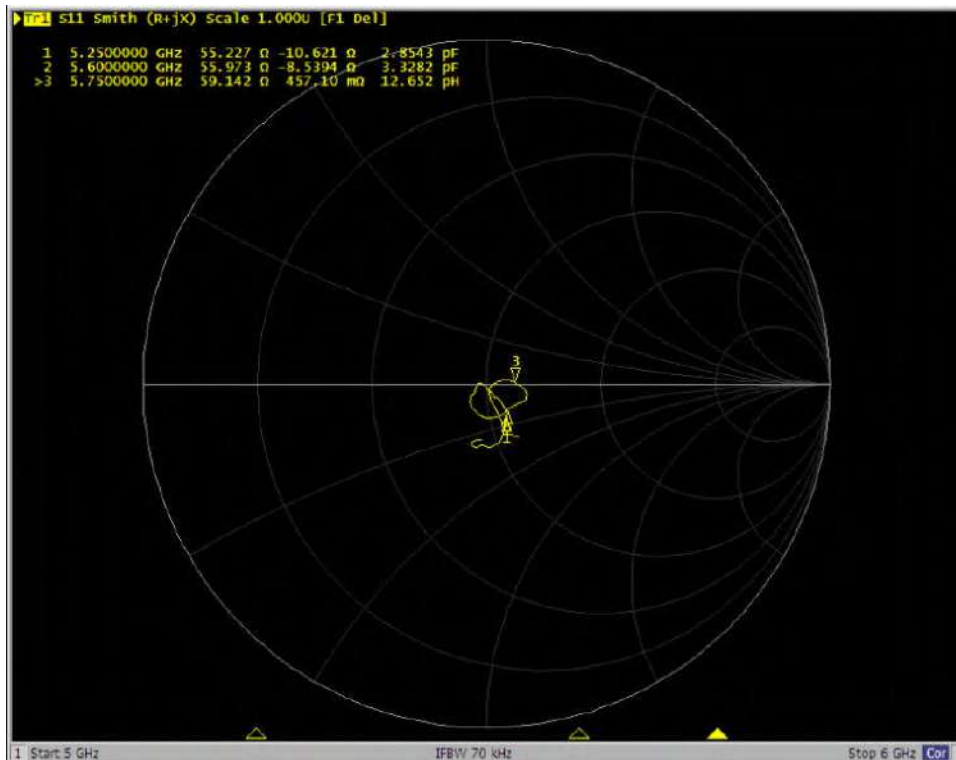 Tr1 S11 Smith (R+jX) Scale 1.000U [F1 Del]
1 5.2500000 GHz 55.227 Ω -10.621 Ω 2.8543 pF
2 5.6000000 GHz 55.973 Ω -8.5394 Ω 3.3282 pF
>3 5.7500000 GHz 59.142 Ω 457.10 mΩ 12.652 pH
3
1
1 Start 5 GHz IFBW 70 kHz Stop 6 GHz Cor